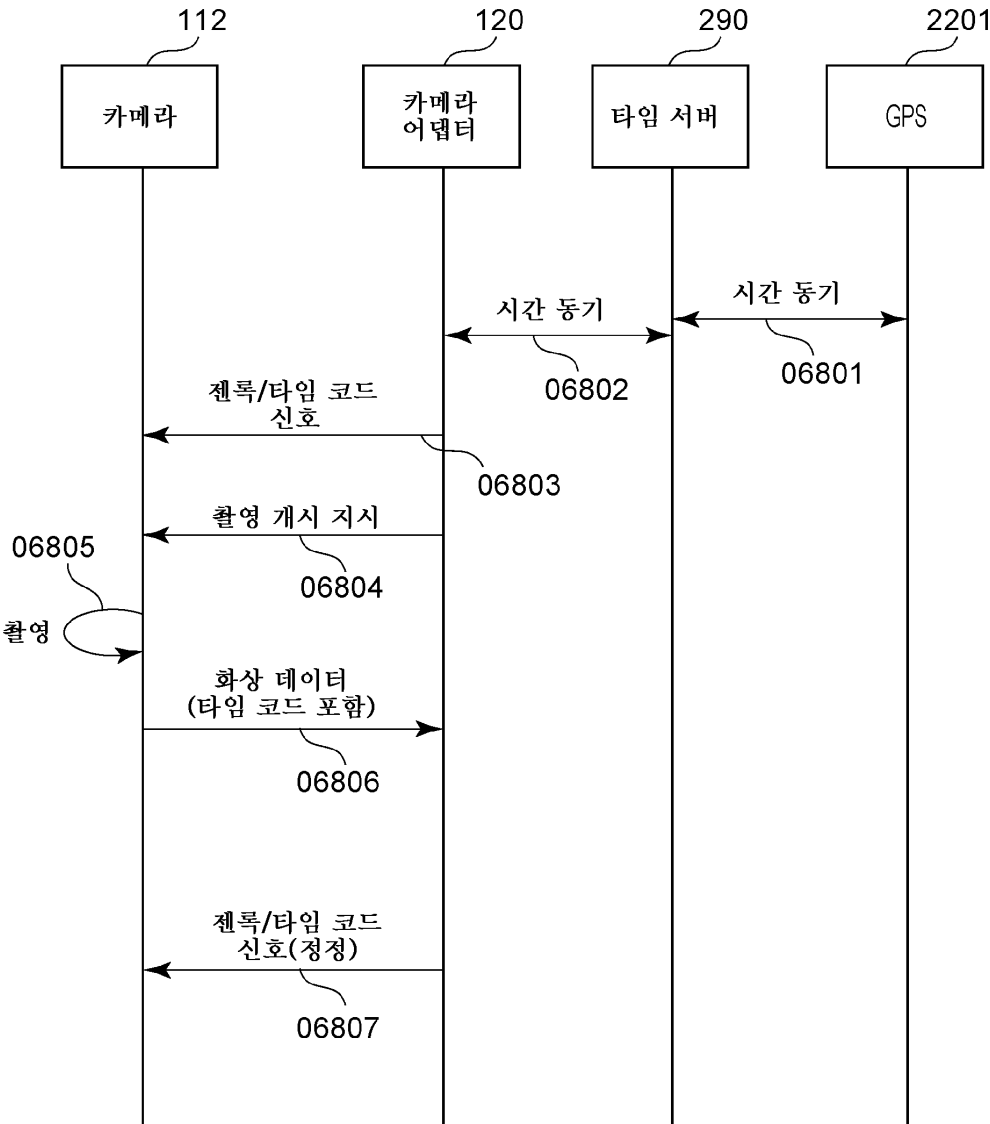 112
120
290
2201
카메라
카메라
어댑터
타임 서버
GPS
시간 동기
06801
시간 동기
06802
젠록/타임 코드
신호
06803
촬영 개시 지시
06804
06805
촬영
화상 데이터
(타임 코드 포함)
06806
젠록/타임 코드
신호(정정)
06807